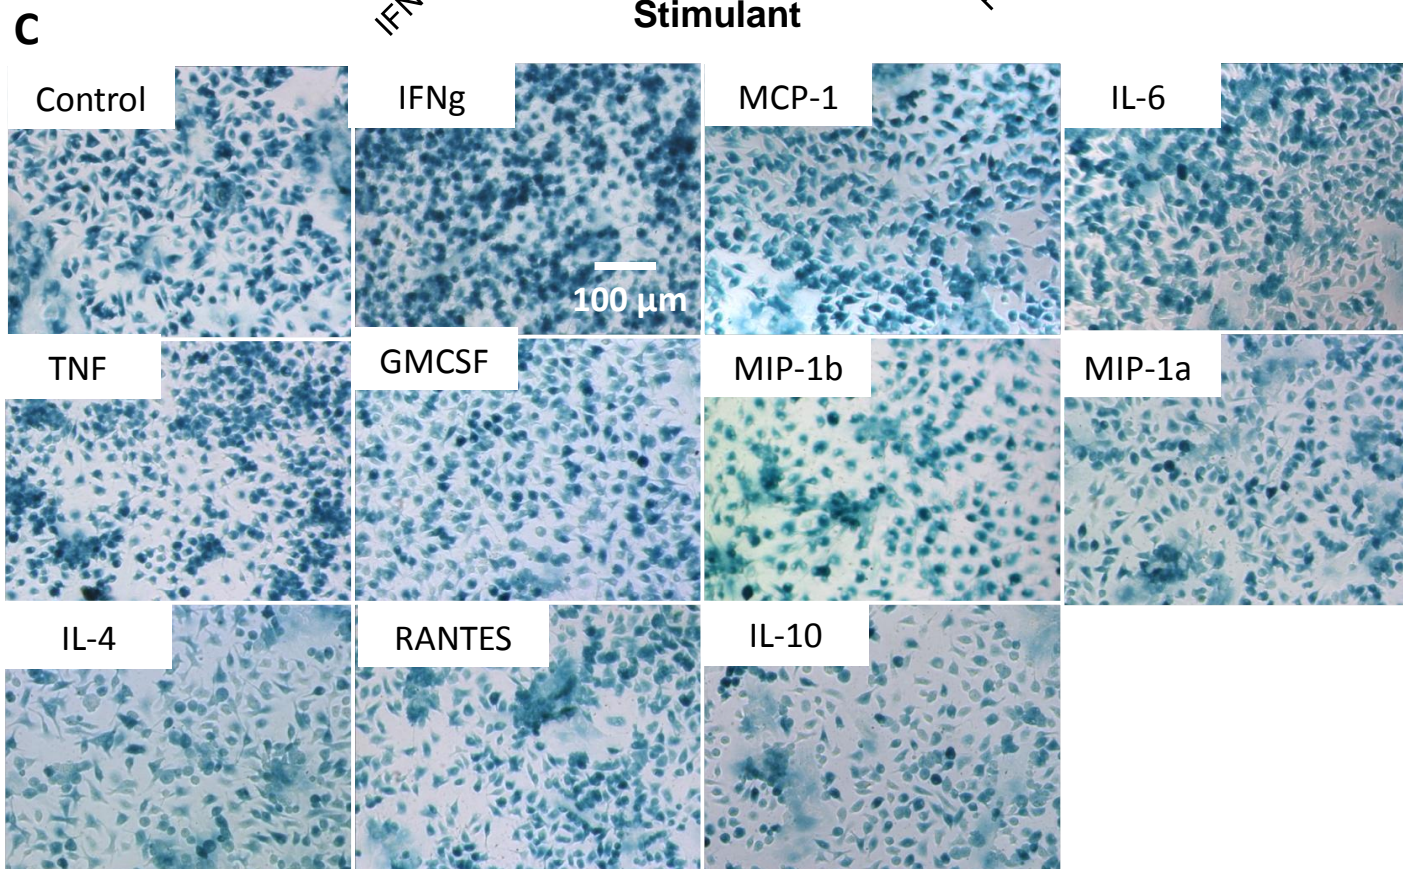 IFN
Stimulant
C
Control
IFNg
MCP-1
IL-6
100 µm
TNF
GMCSF
MIP-1b
MIP-1a
IL-4
RANTES
IL-10